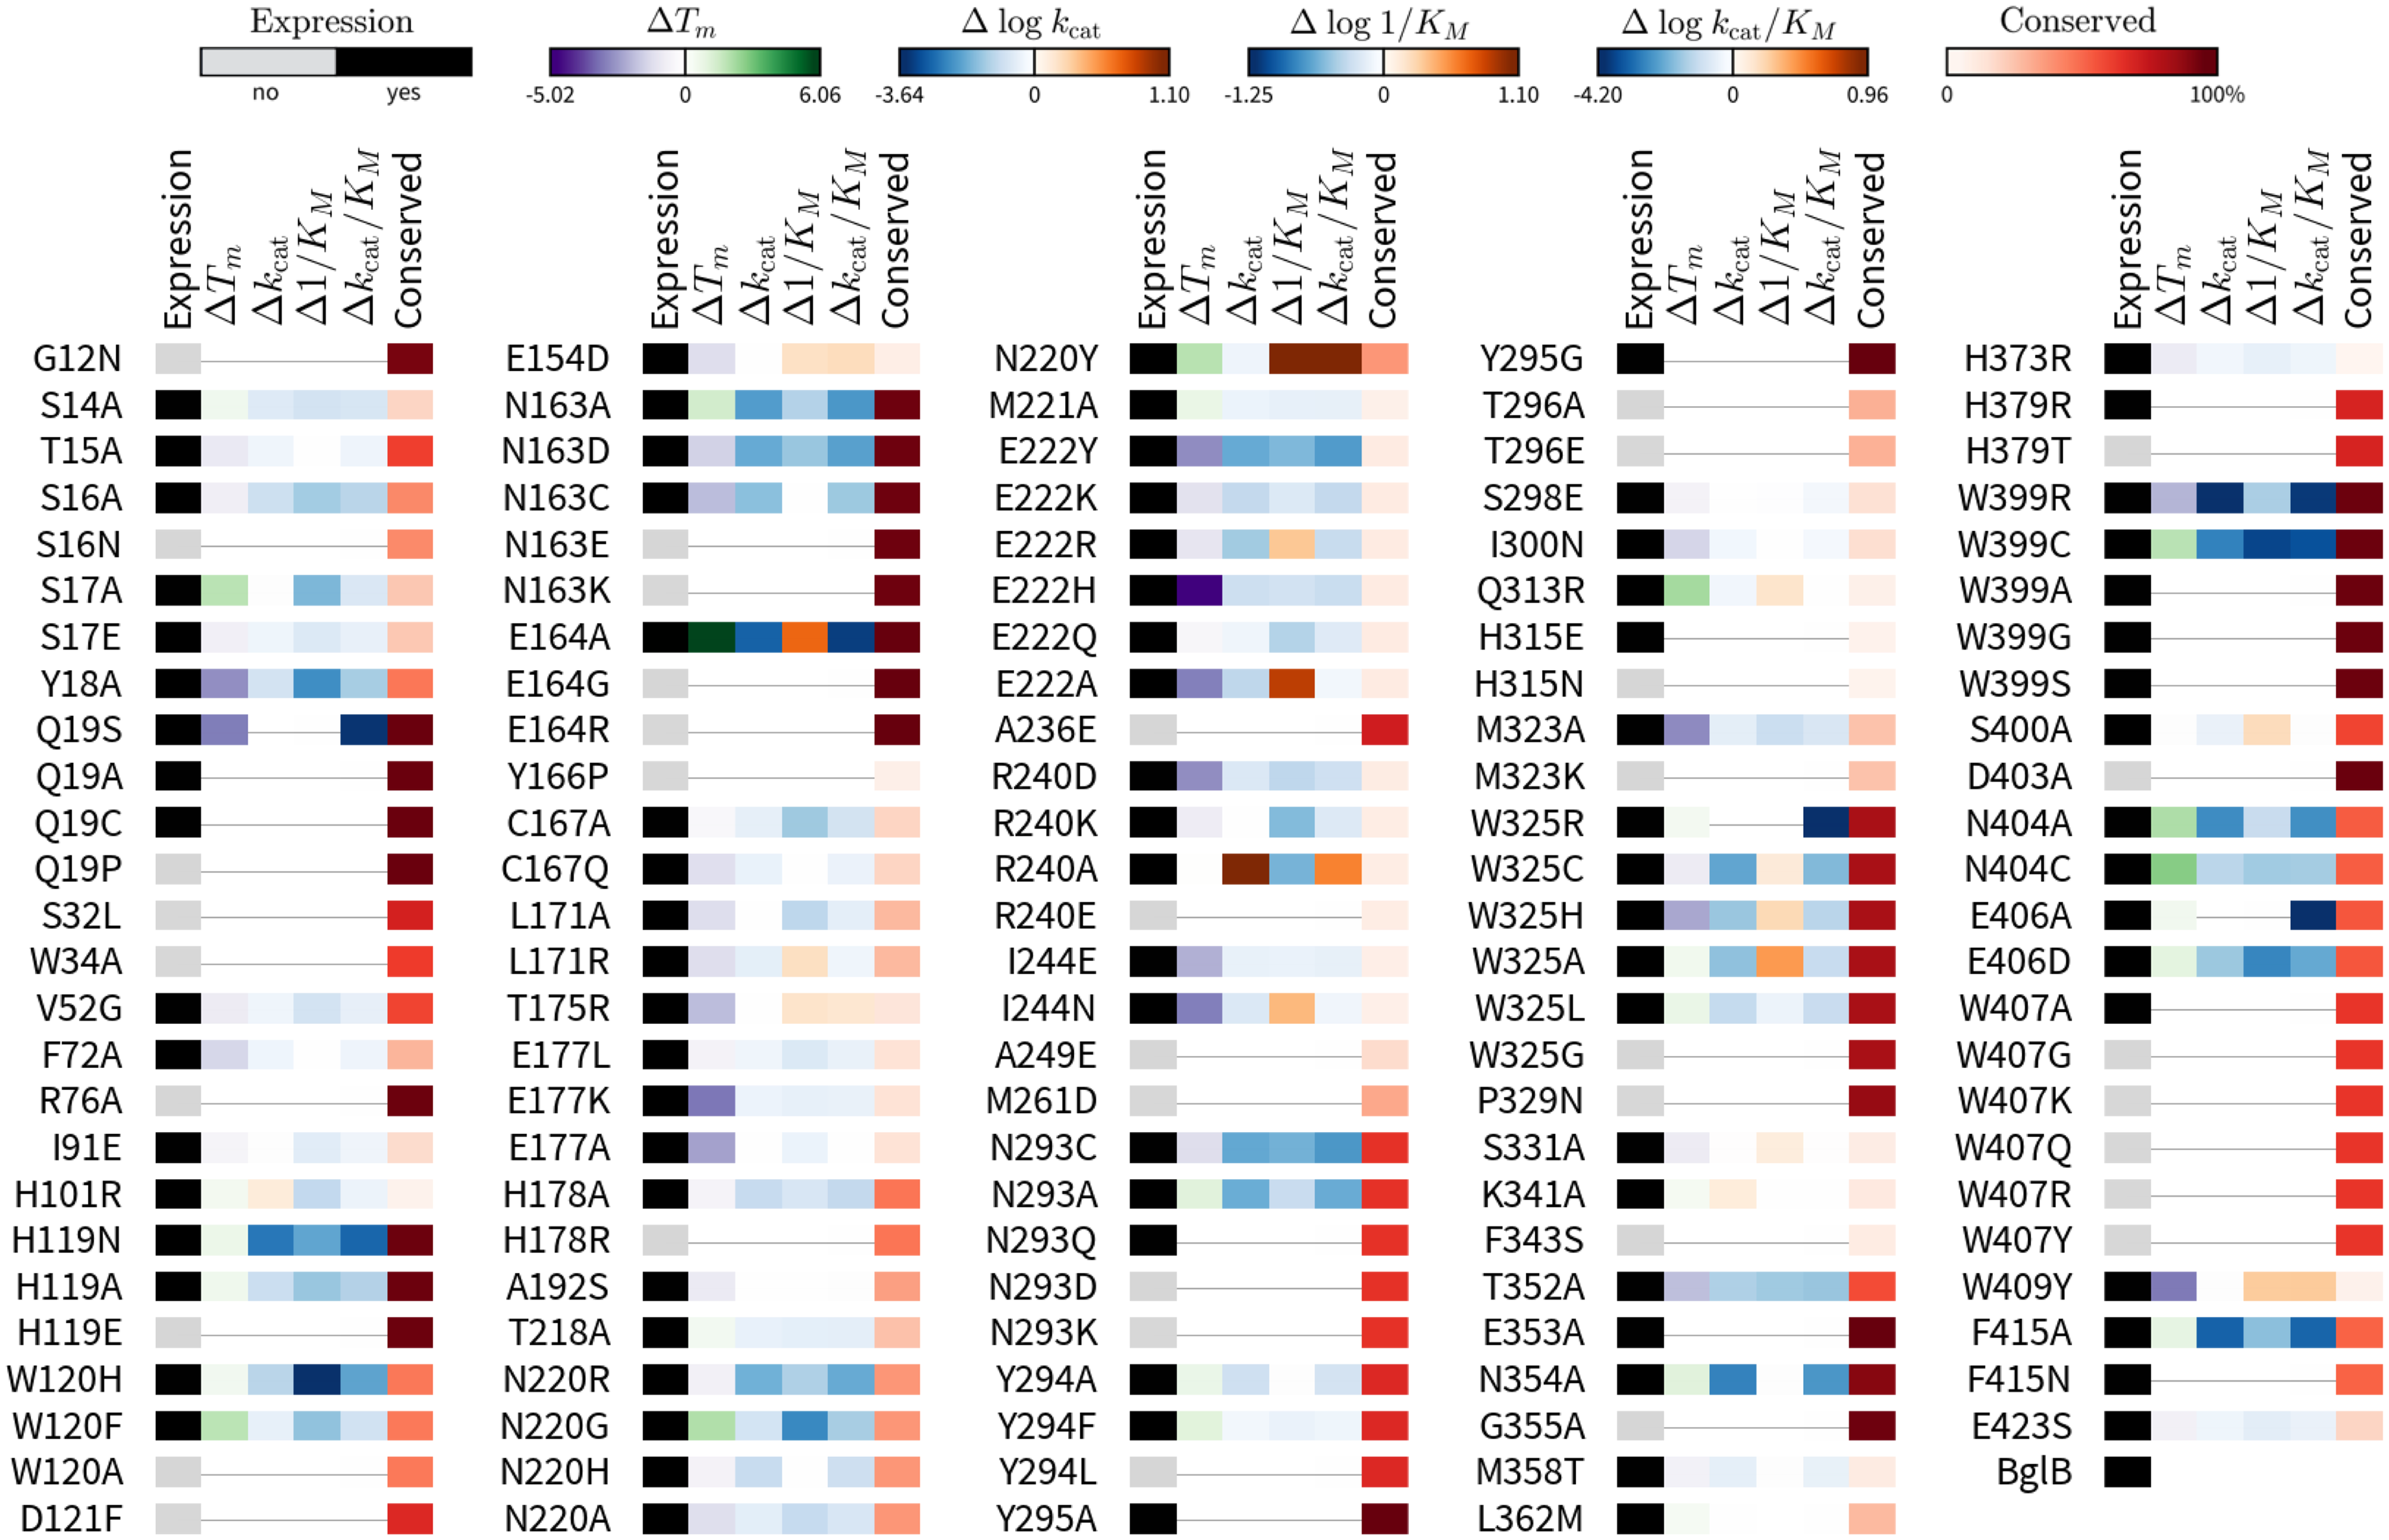 Expression ΔTm Δ log kcat Δ log 1/KM Δ log kcat/KM Conserved
no yes -5.02 0 6.06 -3.64 0 1.10 -1.25 0 1.10 -4.20 0 0.96 0 100%
Expression ΔTm Δkcat Δ1/KM Δkcat/KM Conserved
G12N
S14A
T15A
S16A
S16N
S17A
S17E
Y18A
Q19S
Q19A
Q19C
Q19P
S32L
W34A
V52G
F72A
R76A
I91E
H101R
H119N
H119A
H119E
W120H
W120F
W120A
D121F
Expression ΔTm Δkcat Δ1/KM Δkcat/KM Conserved
E154D
N163A
N163D
N163C
N163E
N163K
E164A
E164G
E164R
Y166P
C167A
C167Q
L171A
L171R
T175R
E177L
E177K
E177A
H178A
H178R
A192S
T218A
N220R
N220G
N220H
N220A
Expression ΔTm Δkcat Δ1/KM Δkcat/KM Conserved
N220Y
M221A
E222Y
E222K
E222R
E222H
E222Q
E222A
A236E
R240D
R240K
R240A
R240E
I244E
I244N
A249E
M261D
N293C
N293A
N293Q
N293D
N293K
Y294A
Y294F
Y294L
Y295A
Expression ΔTm Δkcat Δ1/KM Δkcat/KM Conserved
Y295G
T296A
T296E
S298E
I300N
Q313R
H315E
H315N
M323A
M323K
W325R
W325C
W325H
W325A
W325L
W325G
P329N
S331A
K341A
F343S
T352A
E353A
N354A
G355A
M358T
L362M
Expression ΔTm Δkcat Δ1/KM Δkcat/KM Conserved
H373R
H379R
H379T
W399R
W399C
W399A
W399G
W399S
S400A
D403A
N404A
N404C
E406A
E406D
W407A
W407G
W407K
W407Q
W407R
W407Y
W409Y
F415A
F415N
E423S
BglB